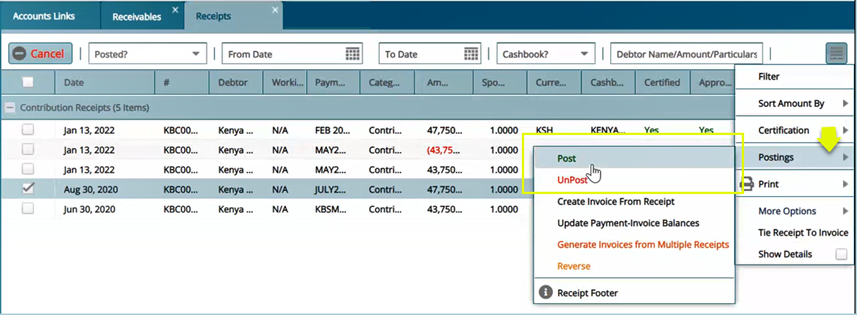 Accounts Links Receivables x Receipts x
Cancel Posted? From Date To Date Cashbook? Debtor Name/Amount/Particulars
Date # Debtor Worki... Paym... Categ... Am... Spo... Curre... Cashb... Certified Appro...
Contribution Receipts (5 Items)
Jan 13, 2022 KBC00... Kenya ... N/A FEB 20... Contri... 47,750... 1.0000 KSH KENYA... Yes Yes
Jan 13, 2022 KBC00... Kenya ... N/A MAY2... Contri... (43,75... 1.0000
Jan 13, 2022 KBC00... Kenya ... N/A MAY2... Contri... 43,750... 1.0000
Aug 30, 2020 KBC00... Kenya ... N/A JULY2... Contri... 47,750... 1.0000
Jun 30, 2020 KBC00... Kenya ... N/A KBSM... Contri... 43,750... 1.0000
Filter
Sort Amount By
Certification
Postings
Print
More Options
Tie Receipt To Invoice
Show Details
Post
UnPost
Create Invoice From Receipt
Update Payment-Invoice Balances
Generate Invoices from Multiple Receipts
Reverse
Receipt Footer